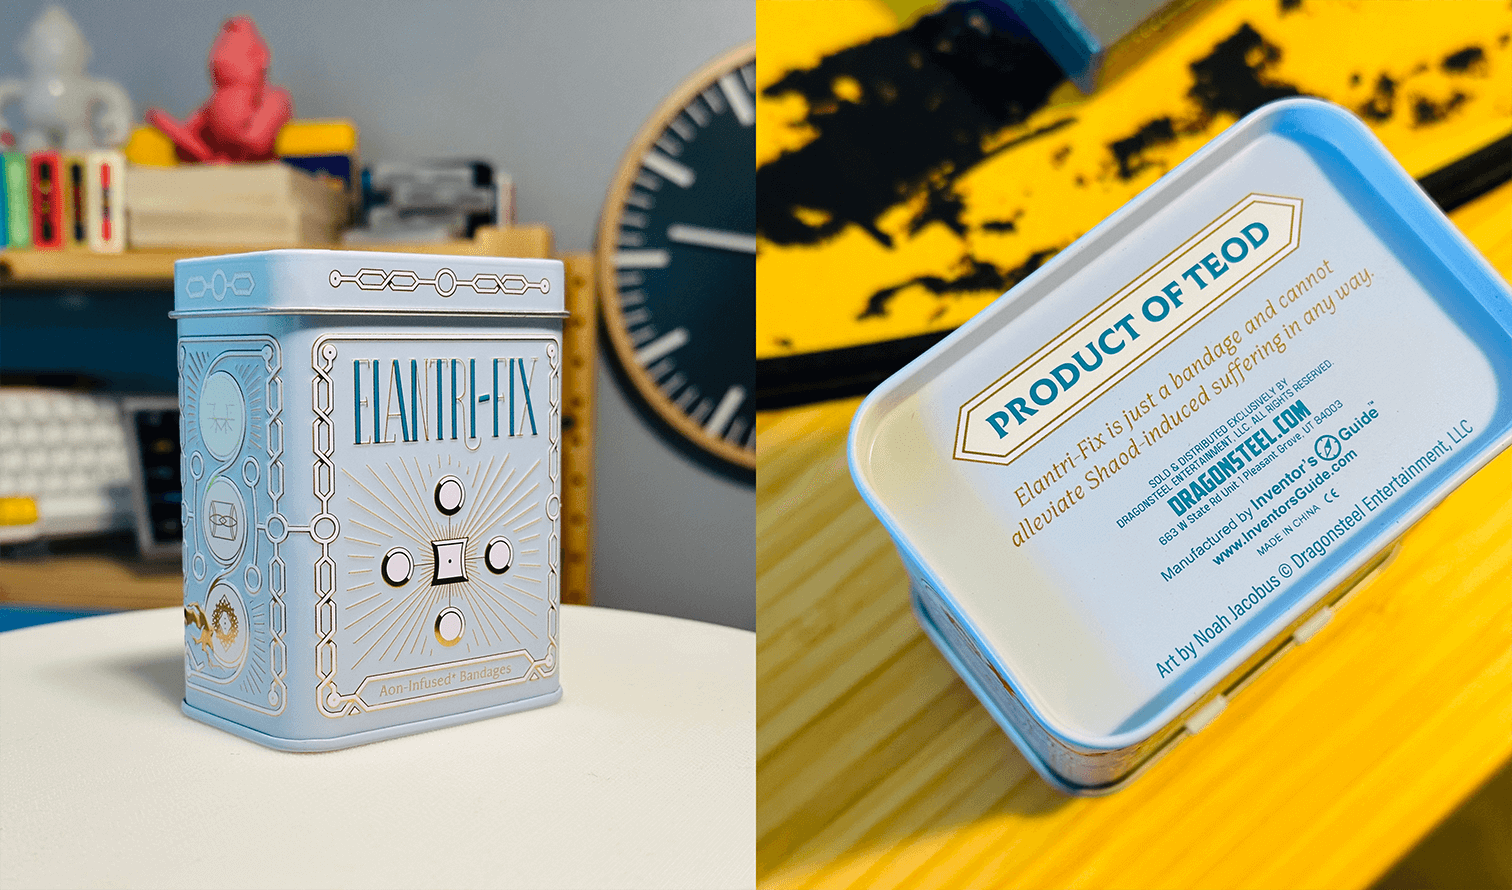 ELANTRI-FIX
Aon-Infused* Bandages
PRODUCT OF TEOD
Elantri-Fix is just a bandage and cannot
alleviate Shaod-induced suffering in any way.
SOLD & DISTRIBUTED EXCLUSIVELY BY
DRAGONSTEEL ENTERTAINMENT, LLC. ALL RIGHTS RESERVED.
DRAGONSTEEL.COM
663 W State Rd Unit 1 Pleasant Grove, UT 84003
Manufactured by Inventor's Guide™
www.InventorsGuide.com
MADE IN CHINA CE
Art by Noah Jacobus © Dragonsteel Entertainment, LLC